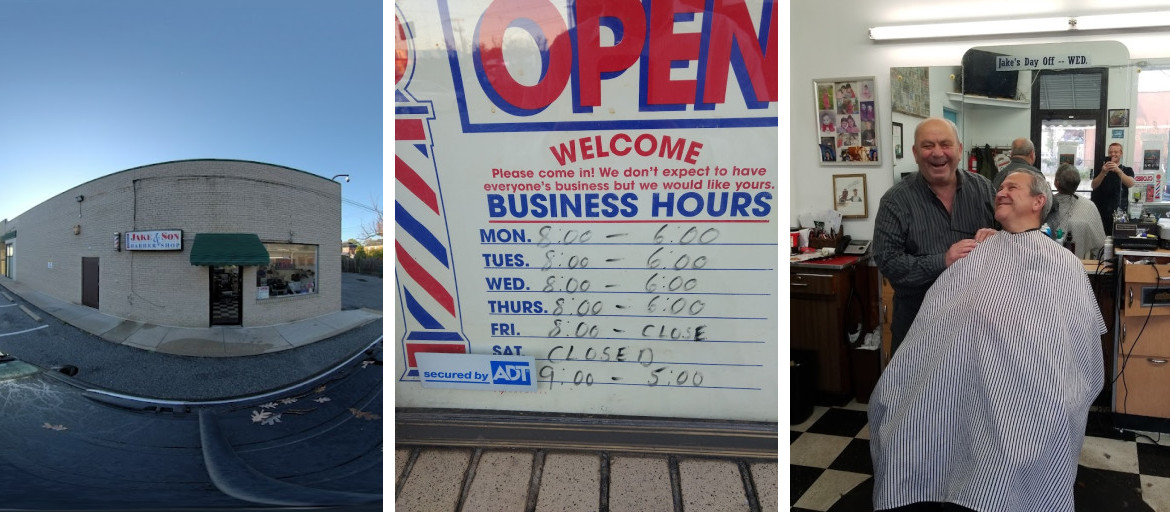 JAKE & SON
BARBER SHOP
OPEN
WELCOME
Please come in! We don't expect to have
everyone's business but we would like yours.
BUSINESS HOURS
MON. 8:00 - 6:00
TUES. 8:00 - 6:00
WED. 8:00 - 6:00
THURS. 8:00 - 6:00
FRI. 8:00 - CLOSE
SAT. CLOSED
9:00 - 5:00
secured by ADT
Jake's Day Off -- WED.
CLOSED